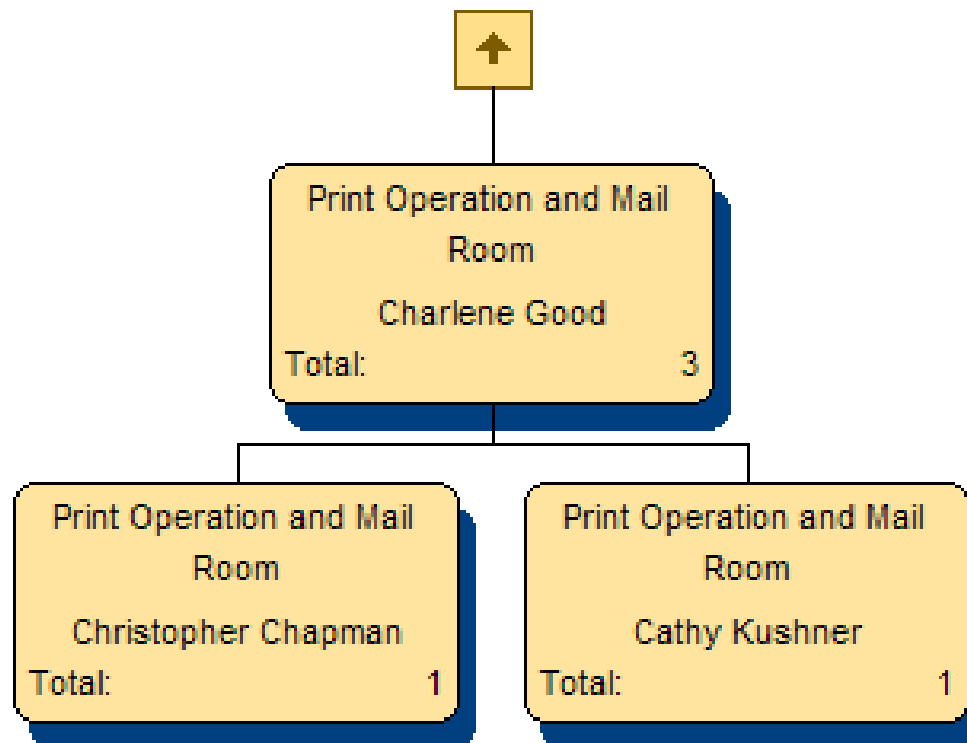 Print Operation and Mail
Room
Charlene Good
Total: 3
Print Operation and Mail
Room
Christopher Chapman
Total: 1
Print Operation and Mail
Room
Cathy Kushner
Total: 1